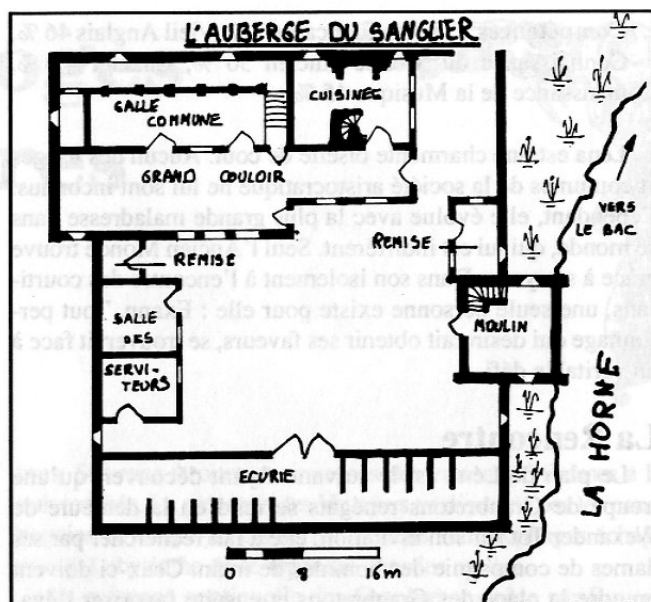 L'AUBERGE DU SANGLIER
SALLE
COMMUNE
CUISINES
GRAND COULOIR
VERS
LE BAC
REMISE
REMISE
SALLE
DES
SERVI-
TEURS
MOULIN
LA HORNE
ECURIE
0 8 16m